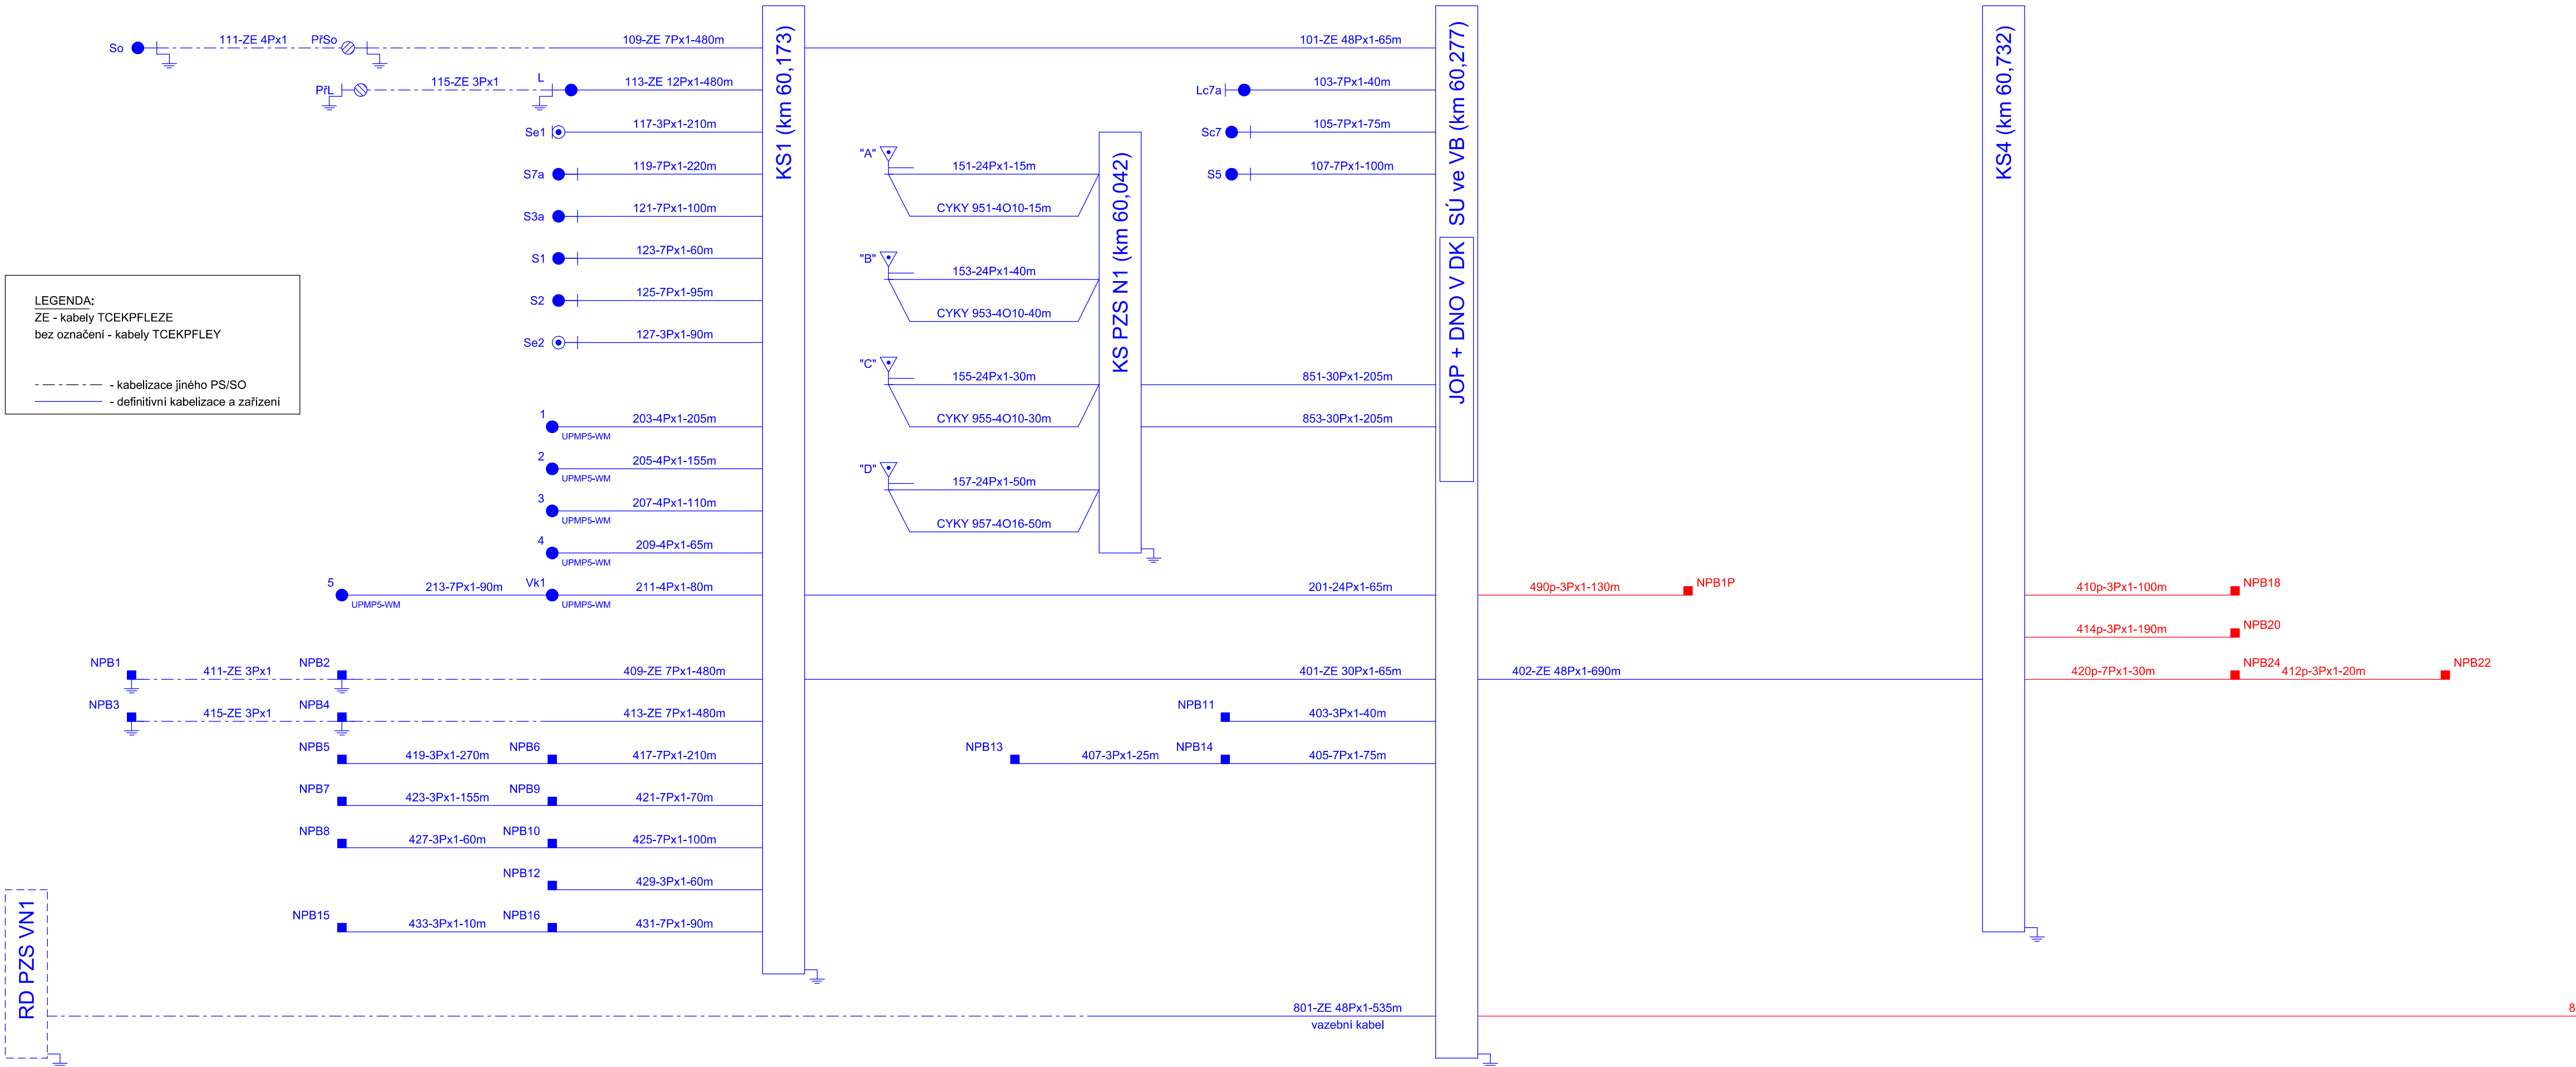 So
111-ZE 4Px1
PřSo
109-ZE 7Px1-480m
PřL
115-ZE 3Px1
L
113-ZE 12Px1-480m
Se1
117-3Px1-210m
S7a
119-7Px1-220m
S3a
121-7Px1-100m
S1
123-7Px1-60m
S2
125-7Px1-95m
Se2
127-3Px1-90m
LEGENDA:
ZE - kabely TCEKPFLEZE
bez označení - kabely TCEKPFLEY
- kabelizace jiného PS/SO
- definitivní kabelizace a zařízení
1
UPMP5-WM
203-4Px1-205m
2
UPMP5-WM
205-4Px1-155m
3
UPMP5-WM
207-4Px1-110m
4
UPMP5-WM
209-4Px1-65m
5
UPMP5-WM
213-7Px1-90m
Vk1
UPMP5-WM
211-4Px1-80m
NPB1
411-ZE 3Px1
NPB2
409-ZE 7Px1-480m
NPB3
415-ZE 3Px1
NPB4
413-ZE 7Px1-480m
NPB5
419-3Px1-270m
NPB6
417-7Px1-210m
NPB7
423-3Px1-155m
NPB9
421-7Px1-70m
NPB8
427-3Px1-60m
NPB10
425-7Px1-100m
NPB12
429-3Px1-60m
NPB15
433-3Px1-10m
NPB16
431-7Px1-90m
RD PZS VN1
KS1 (km 60,173)
"A"
151-24Px1-15m
CYKY 951-4O10-15m
"B"
153-24Px1-40m
CYKY 953-4O10-40m
"C"
155-24Px1-30m
CYKY 955-4O10-30m
"D"
157-24Px1-50m
CYKY 957-4O16-50m
KS PZS N1 (km 60,042)
101-ZE 48Px1-65m
Lc7a
103-7Px1-40m
Sc7
105-7Px1-75m
S5
107-7Px1-100m
851-30Px1-205m
853-30Px1-205m
201-24Px1-65m
401-ZE 30Px1-65m
NPB11
403-3Px1-40m
NPB13
407-3Px1-25m
NPB14
405-7Px1-75m
801-ZE 48Px1-535m
vazební kabel
SÚ ve VB (km 60,277)
JOP + DNO V DK
490p-3Px1-130m
NPB1P
402-ZE 48Px1-690m
KS4 (km 60,732)
410p-3Px1-100m
NPB18
414p-3Px1-190m
NPB20
420p-7Px1-30m
NPB24
412p-3Px1-20m
NPB22
8